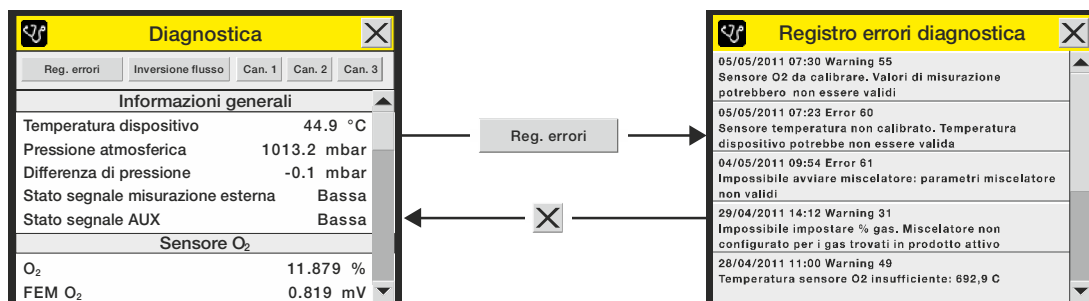 Diagnostica
Reg. errori Inversione flusso Can. 1 Can. 2 Can. 3
Informazioni generali
Temperatura dispositivo 44.9 °C
Pressione atmosferica 1013.2 mbar
Differenza di pressione -0.1 mbar
Stato segnale misurazione esterna Bassa
Stato segnale AUX Bassa
Sensore O₂
O₂ 11.879 %
FEM O₂ 0.819 mV
Reg. errori
Registro errori diagnostica
05/05/2011 07:30 Warning 55
Sensore O2 da calibrare. Valori di misurazione
potrebbero non essere validi
05/05/2011 07:23 Error 60
Sensore temperatura non calibrato. Temperatura
dispositivo potrebbe non essere valida
04/05/2011 09:54 Error 61
Impossibile avviare miscelatore: parametri miscelatore
non validi
29/04/2011 14:12 Warning 31
Impossibile impostare % gas. Miscelatore non
configurato per i gas trovati in prodotto attivo
28/04/2011 11:00 Warning 49
Temperatura sensore O2 insufficiente: 692,9 C